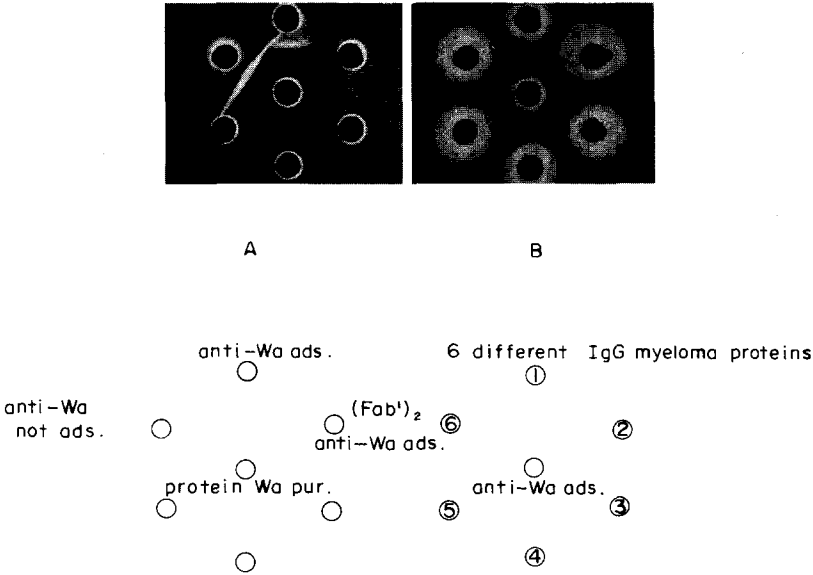 A
B
anti-Wa ads.
anti-Wa
not ads.
(Fab')₂
anti-Wa ads.
protein Wa pur.
6 different IgG myeloma proteins
1
6
2
anti-Wa ads.
5
3
4